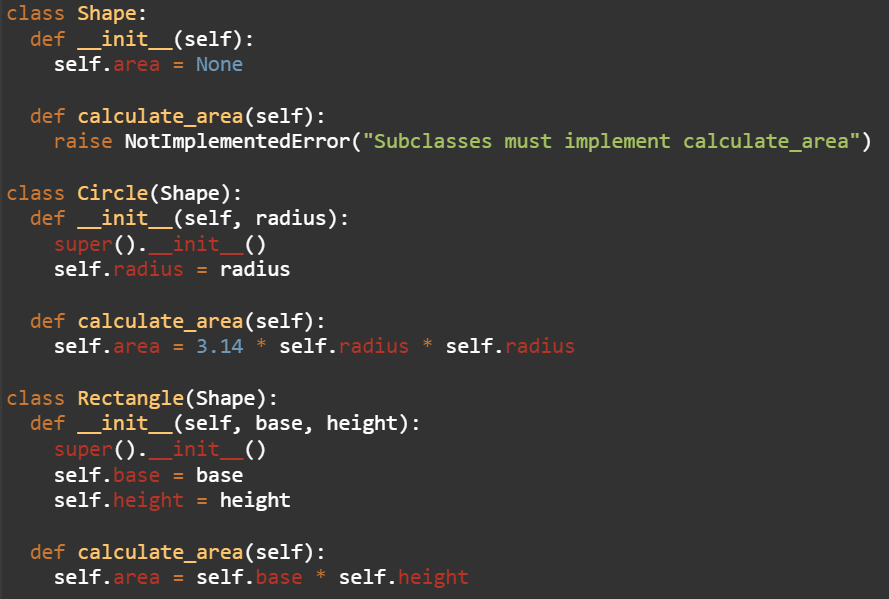 class Shape:
  def __init__(self):
    self.area = None

  def calculate_area(self):
    raise NotImplementedError("Subclasses must implement calculate_area")

class Circle(Shape):
  def __init__(self, radius):
    super().__init__()
    self.radius = radius

  def calculate_area(self):
    self.area = 3.14 * self.radius * self.radius

class Rectangle(Shape):
  def __init__(self, base, height):
    super().__init__()
    self.base = base
    self.height = height

  def calculate_area(self):
    self.area = self.base * self.height